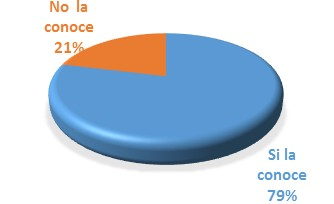 No la
conoce
21%
Si la
conoce
79%